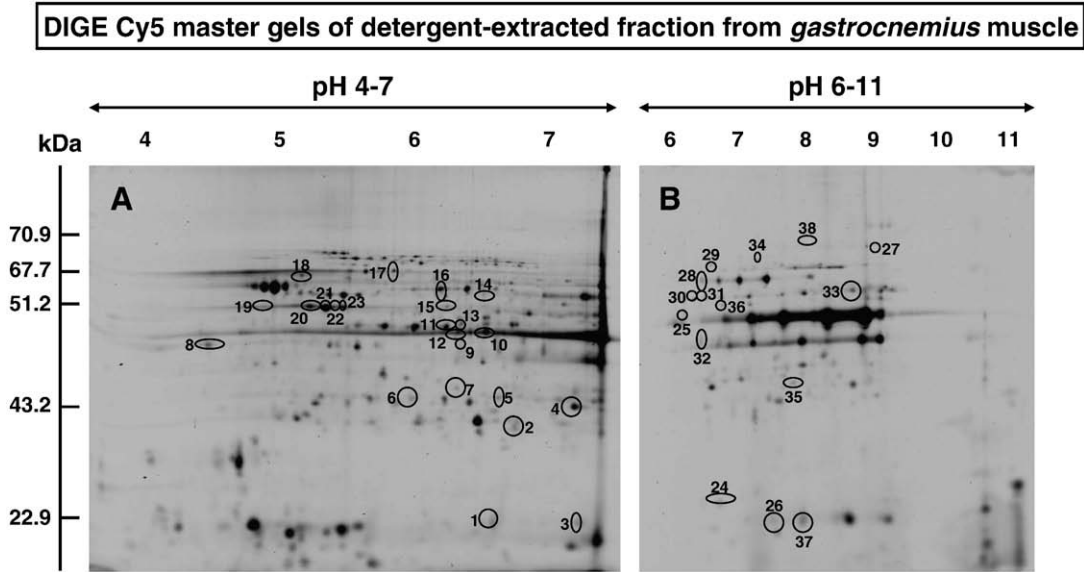 DIGE Cy5 master gels of detergent-extracted fraction from gastrocnemius muscle
pH 4-7
pH 6-11
kDa
4 5 6 7
6 7 8 9 10 11
A
B
70.9
67.7
51.2
43.2
22.9
18 17 16 14
19 21 23 15
20 22 11 13
8 12 9 10
6 7 5 4
2
1 3
38
34 27
29
28
30 31 36 33
25
32
35
24
26
37